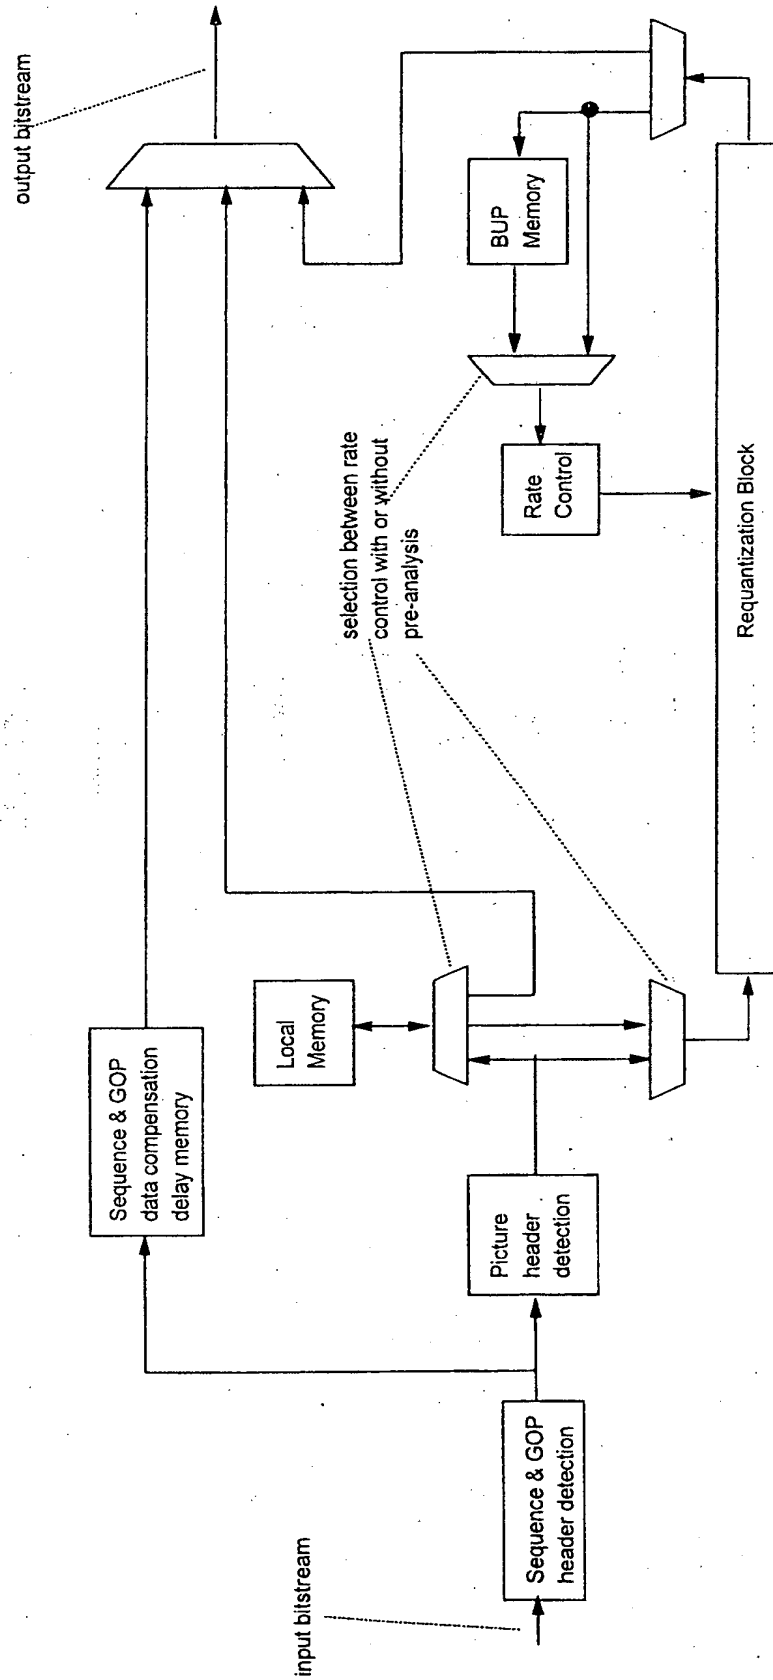 input bitstream
Sequence & GOP
header detection
Sequence & GOP
data compensation
delay memory
Picture
header
detection
Local
Memory
selection between rate
control with or without
pre-analysis
Rate
Control
BUP
Memory
Requantization Block
output bitstream